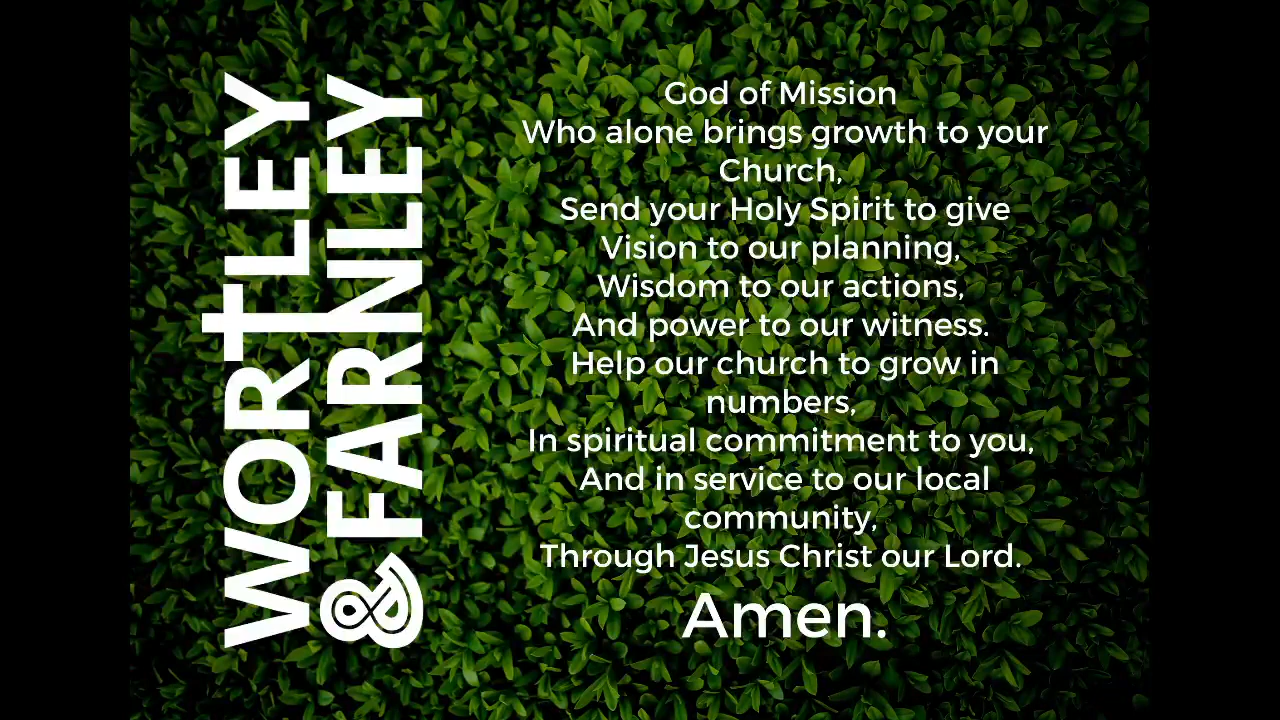 WORTLEY
& FARNLEY
God of Mission
Who alone brings growth to your
Church,
Send your Holy Spirit to give
Vision to our planning,
Wisdom to our actions,
And power to our witness.
Help our church to grow in
numbers,
In spiritual commitment to you,
And in service to our local
community,
Through Jesus Christ our Lord.
Amen.